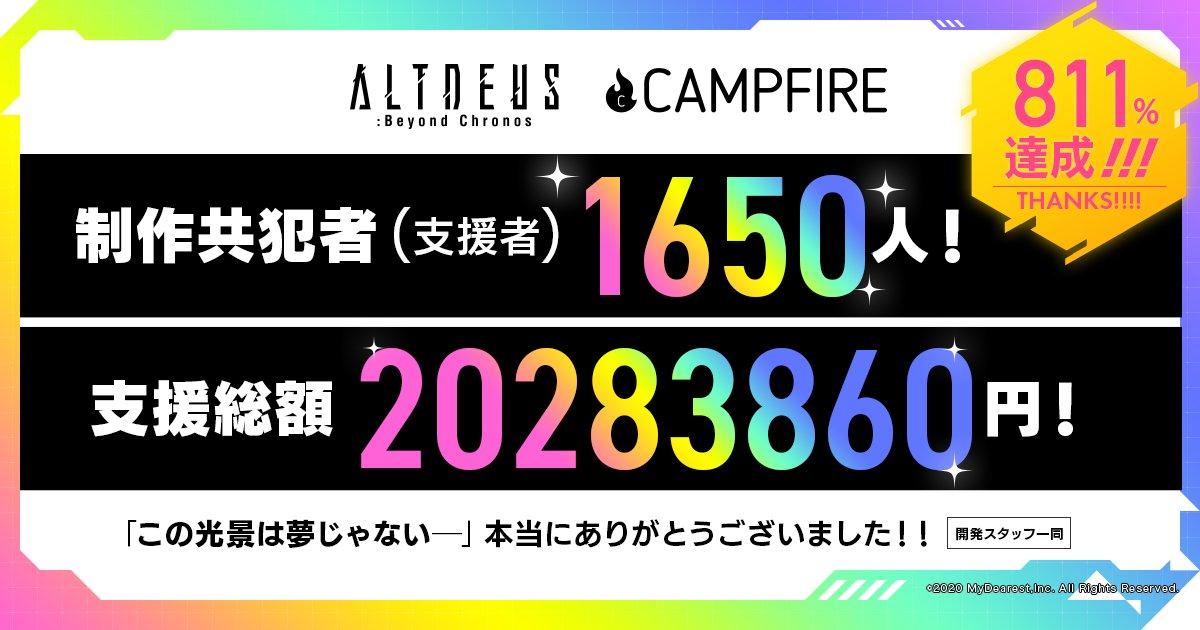 ALTDEUS
:Beyond Chronos
CAMPFIRE
811%
達成!!!
THANKS!!!!
制作共犯者(支援者)1650人!
支援総額 20283860円!
「この光景は夢じゃない―」本当にありがとうございました!! 開発スタッフ一同
©2020 MyDearest,Inc. All Rights Reserved.